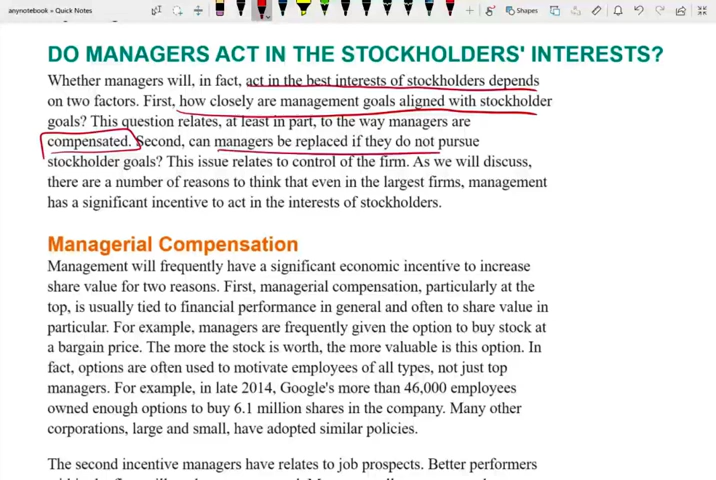 anynotebook » Quick Notes
Shapes
DO MANAGERS ACT IN THE STOCKHOLDERS' INTERESTS?
Whether managers will, in fact, act in the best interests of stockholders depends
on two factors. First, how closely are management goals aligned with stockholder
goals? This question relates, at least in part, to the way managers are
compensated. Second, can managers be replaced if they do not pursue
stockholder goals? This issue relates to control of the firm. As we will discuss,
there are a number of reasons to think that even in the largest firms, management
has a significant incentive to act in the interests of stockholders.
Managerial Compensation
Management will frequently have a significant economic incentive to increase
share value for two reasons. First, managerial compensation, particularly at the
top, is usually tied to financial performance in general and often to share value in
particular. For example, managers are frequently given the option to buy stock at
a bargain price. The more the stock is worth, the more valuable is this option. In
fact, options are often used to motivate employees of all types, not just top
managers. For example, in late 2014, Google's more than 46,000 employees
owned enough options to buy 6.1 million shares in the company. Many other
corporations, large and small, have adopted similar policies.
The second incentive managers have relates to job prospects. Better performers